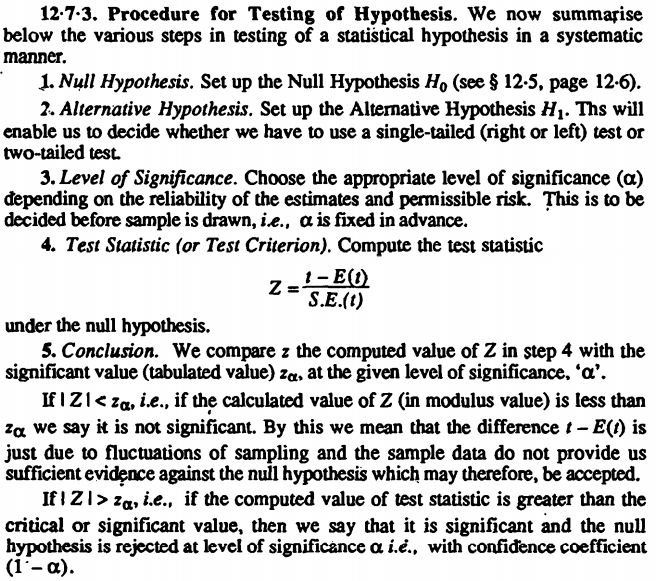 12·7·3. Procedure for Testing of Hypothesis. We now summarise
below the various steps in testing of a statistical hypothesis in a systematic
manner.
1. Null Hypothesis. Set up the Null Hypothesis H₀ (see § 12·5, page 12·6).
2. Alternative Hypothesis. Set up the Alternative Hypothesis H₁. Ths will
enable us to decide whether we have to use a single-tailed (right or left) test or
two-tailed test.
3. Level of Significance. Choose the appropriate level of significance (α)
depending on the reliability of the estimates and permissible risk. This is to be
decided before sample is drawn, i.e., α is fixed in advance.
4. Test Statistic (or Test Criterion). Compute the test statistic
Z = (t – E(t)) / S.E.(t)
under the null hypothesis.
5. Conclusion. We compare z the computed value of Z in step 4 with the
significant value (tabulated value) zα, at the given level of significance, ‘α’.
If | Z | < zα, i.e., if the calculated value of Z (in modulus value) is less than
zα we say it is not significant. By this we mean that the difference t – E(t) is
just due to fluctuations of sampling and the sample data do not provide us
sufficient evidence against the null hypothesis which may therefore, be accepted.
If | Z | > zα, i.e., if the computed value of test statistic is greater than the
critical or significant value, then we say that it is significant and the null
hypothesis is rejected at level of significance α i.e., with confidence coefficient
(1 – α).